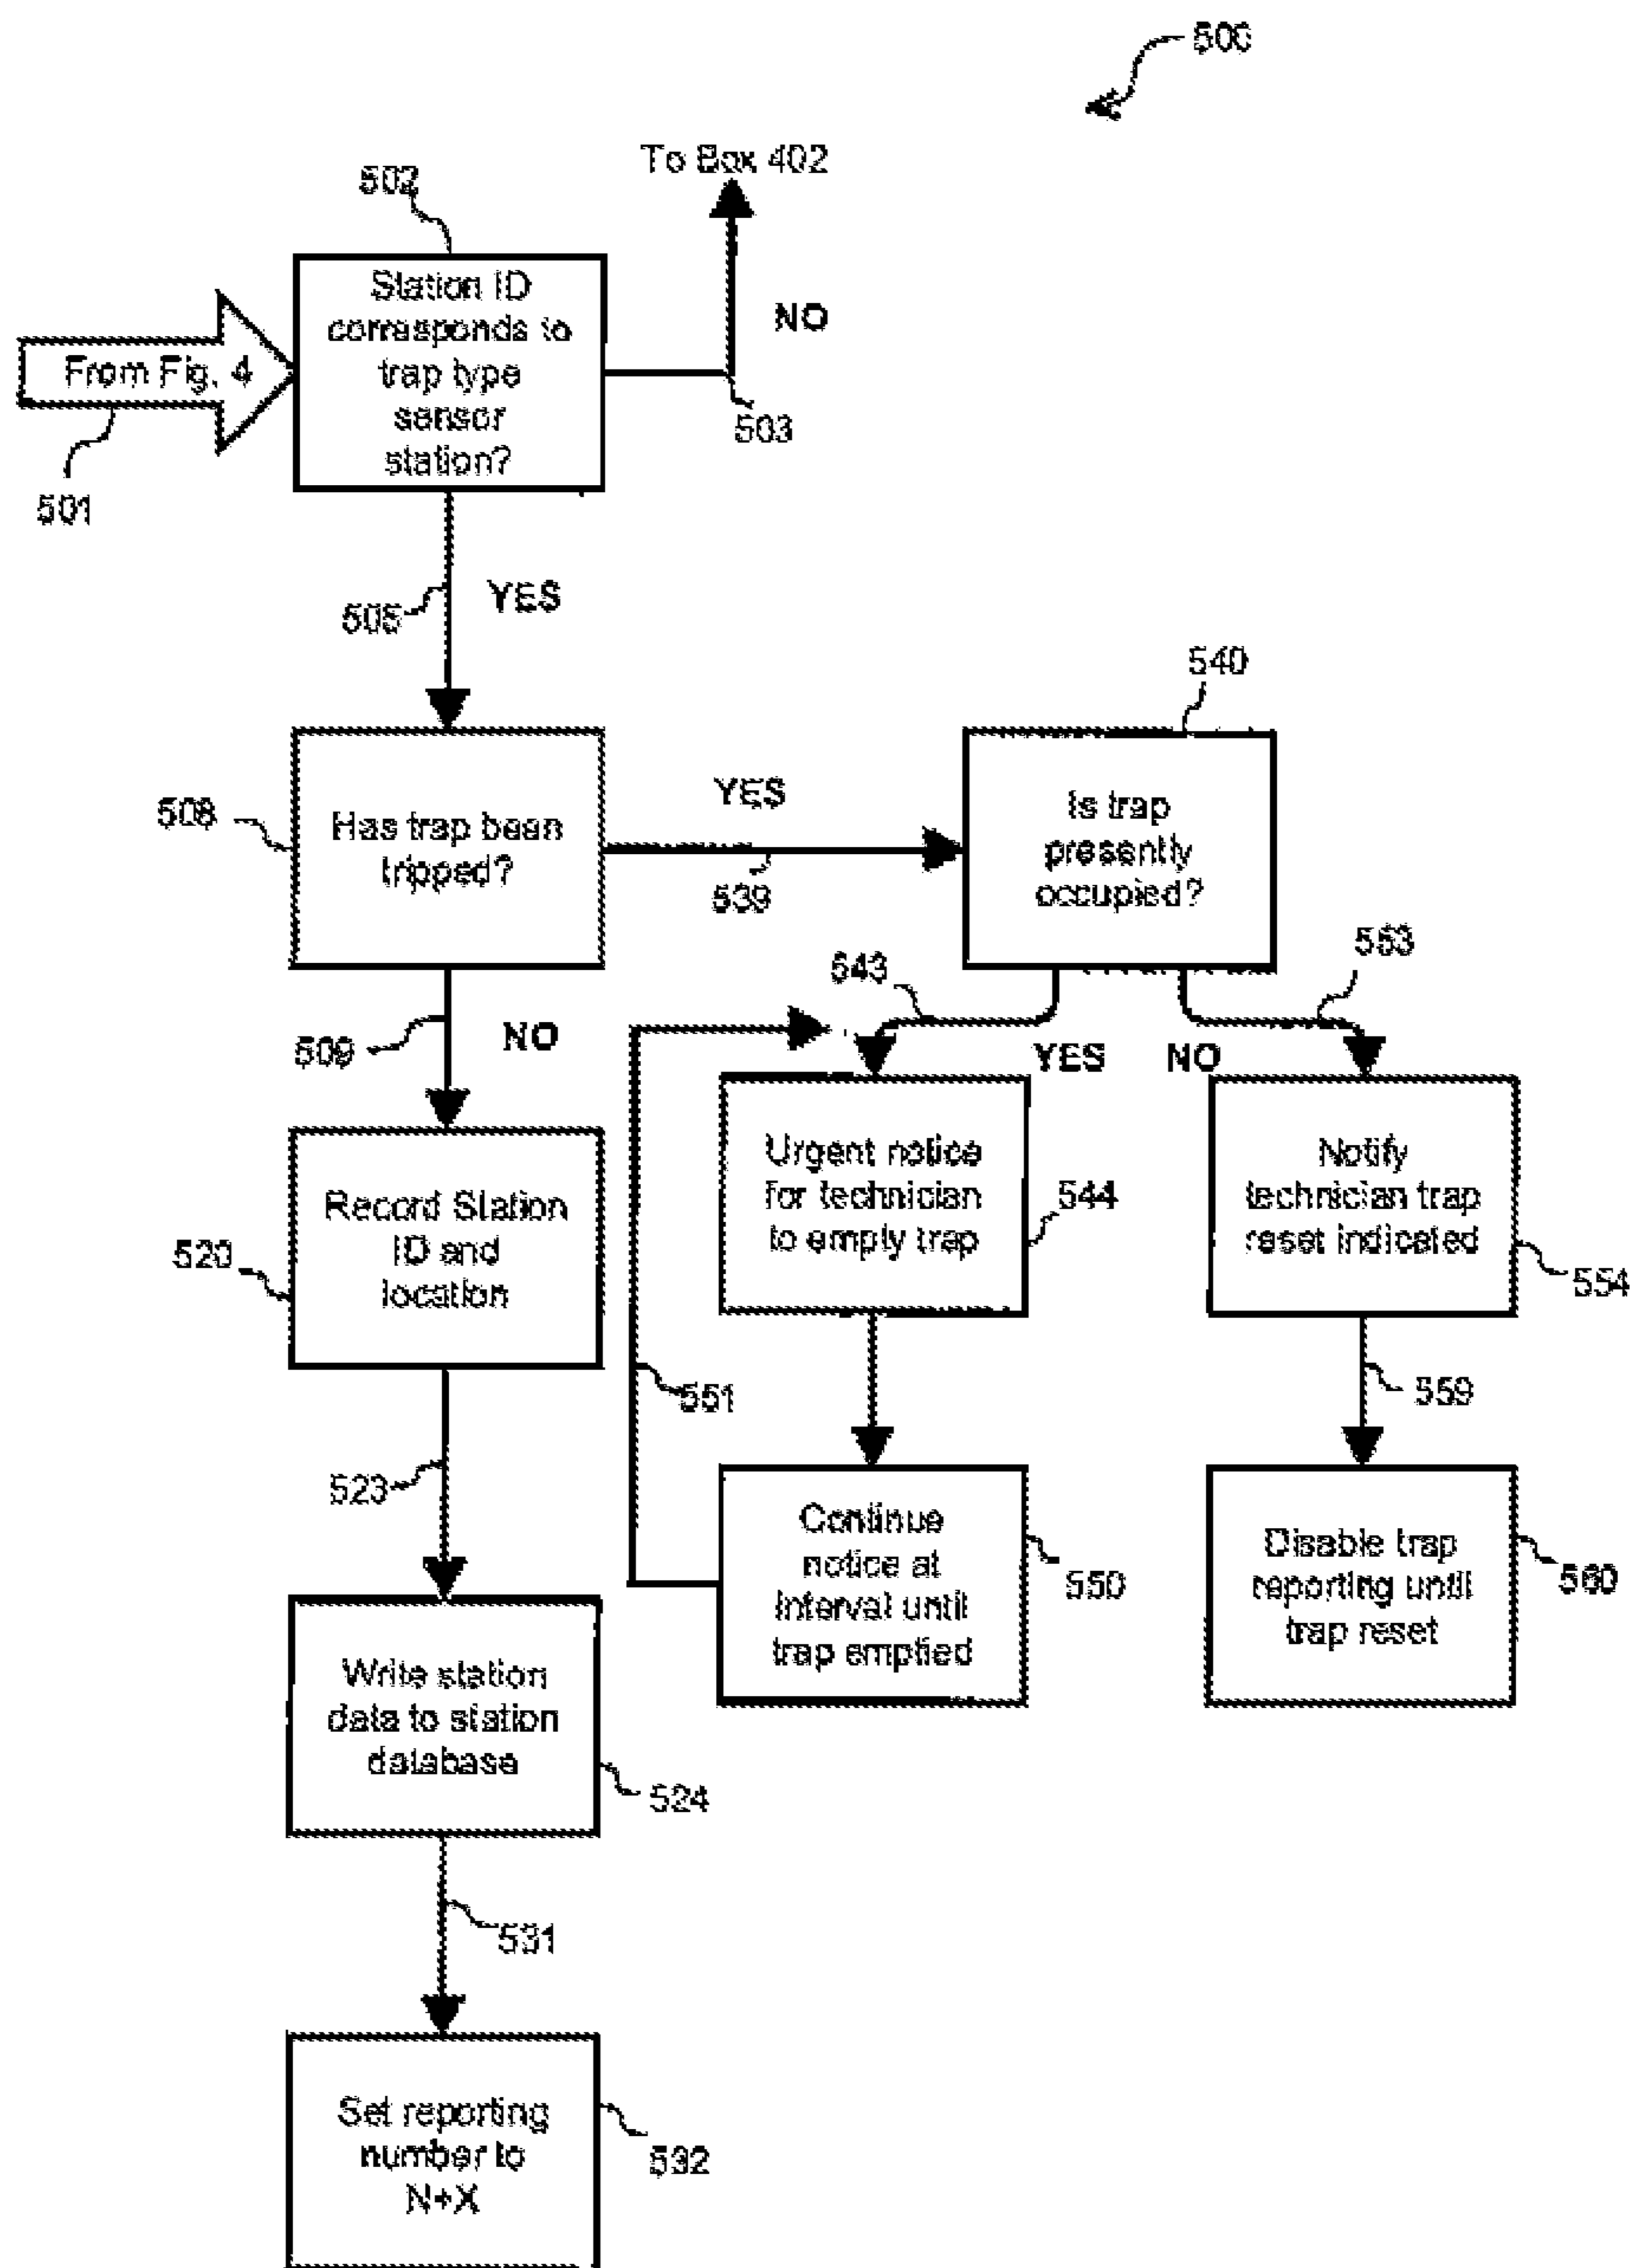 500
To Box 402
502
Station ID
corresponds to
trap type
sensor
station?
NO
From Fig. 4
503
501
YES
505
540
508
Has trap been
tripped?
YES
539
Is trap
presently
occupied?
543
553
509
NO
YES
NO
520
Record Station
ID and
location
Urgent notice
for technician
to empty trap
544
Notify
technician trap
reset indicated
554
551
559
523
Continue
notice at
interval until
trap emptied
550
Disable trap
reporting until
trap reset
560
Write station
data to station
database
524
531
Set reporting
number to
N+X
532